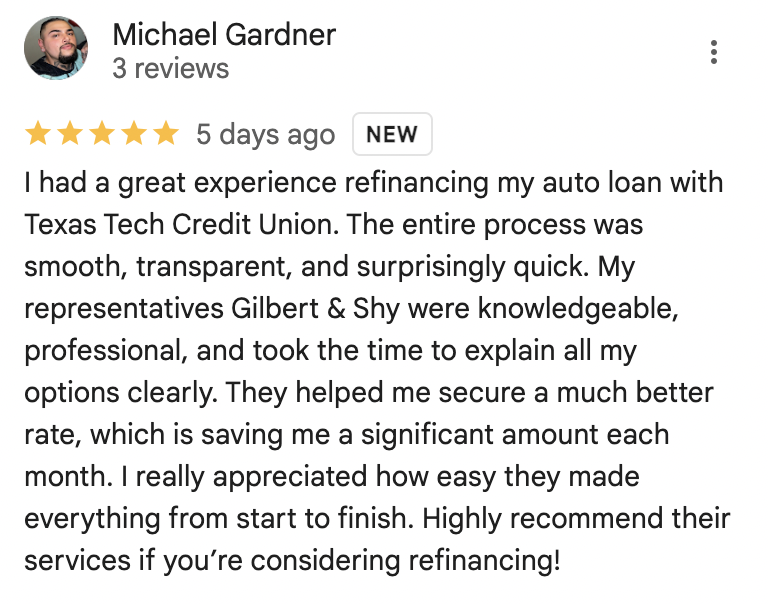 Michael Gardner
3 reviews
5 days ago NEW
I had a great experience refinancing my auto loan with
Texas Tech Credit Union. The entire process was
smooth, transparent, and surprisingly quick. My
representatives Gilbert & Shy were knowledgeable,
professional, and took the time to explain all my
options clearly. They helped me secure a much better
rate, which is saving me a significant amount each
month. I really appreciated how easy they made
everything from start to finish. Highly recommend their
services if you’re considering refinancing!